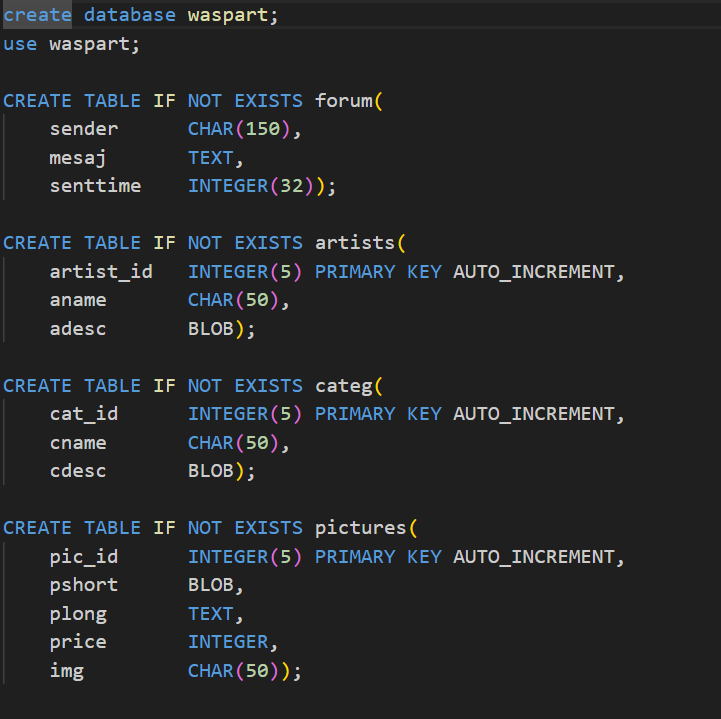 create database waspart;
use waspart;
CREATE TABLE IF NOT EXISTS forum(
sender CHAR(150),
mesaj TEXT,
senttime INTEGER(32));
CREATE TABLE IF NOT EXISTS artists(
artist_id INTEGER(5) PRIMARY KEY AUTO_INCREMENT,
aname CHAR(50),
adesc BLOB);
CREATE TABLE IF NOT EXISTS categ(
cat_id INTEGER(5) PRIMARY KEY AUTO_INCREMENT,
cname CHAR(50),
cdesc BLOB);
CREATE TABLE IF NOT EXISTS pictures(
pic_id INTEGER(5) PRIMARY KEY AUTO_INCREMENT,
pshort BLOB,
plong TEXT,
price INTEGER,
img CHAR(50));